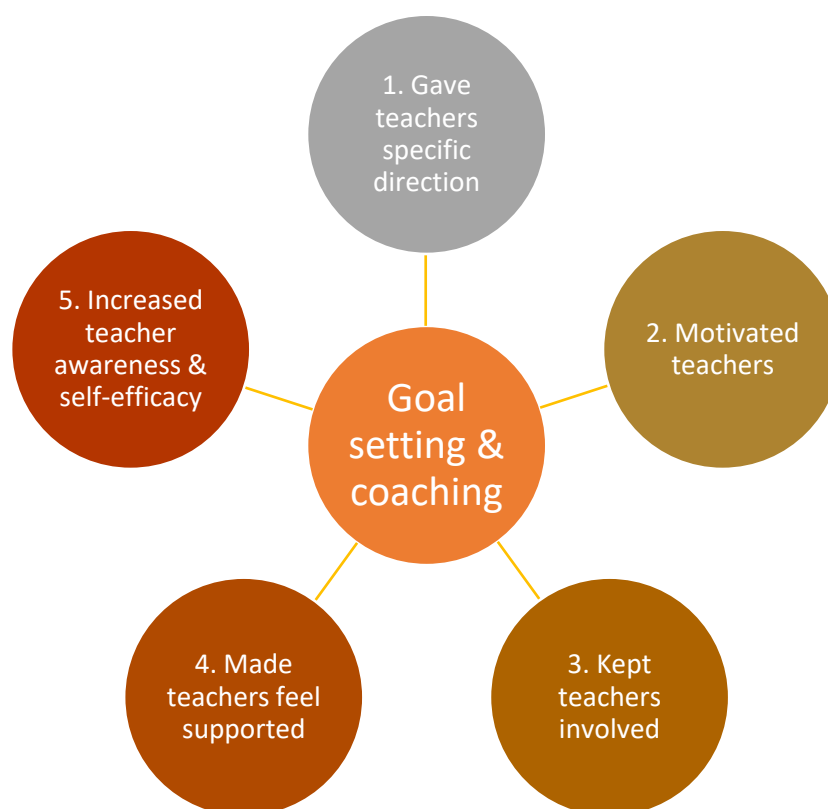 1. Gave
teachers
specific
direction
2. Motivated
teachers
3. Kept
teachers
involved
4. Made
teachers feel
supported
5. Increased
teacher
awareness &
self-efficacy
Goal
setting &
coaching